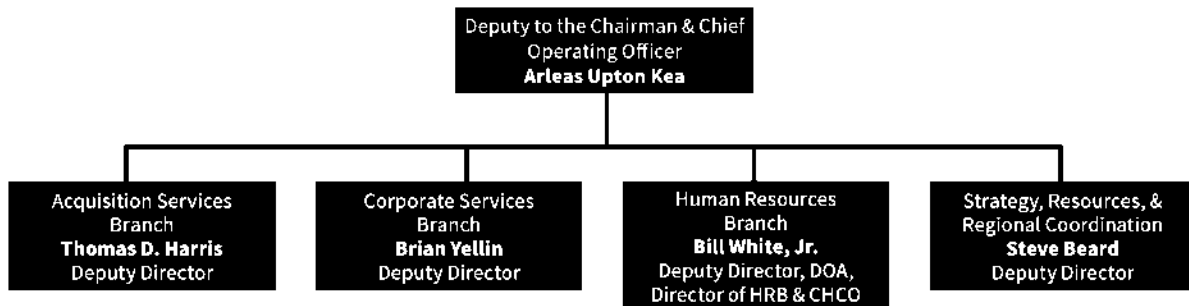 Deputy to the Chairman & Chief
Operating Officer
Arleas Upton Kea
Acquisition Services
Branch
Thomas D. Harris
Deputy Director
Corporate Services
Branch
Brian Yellin
Deputy Director
Human Resources
Branch
Bill White, Jr.
Deputy Director, DOA,
Director of HRB & CHCO
Strategy, Resources, &
Regional Coordination
Steve Beard
Deputy Director